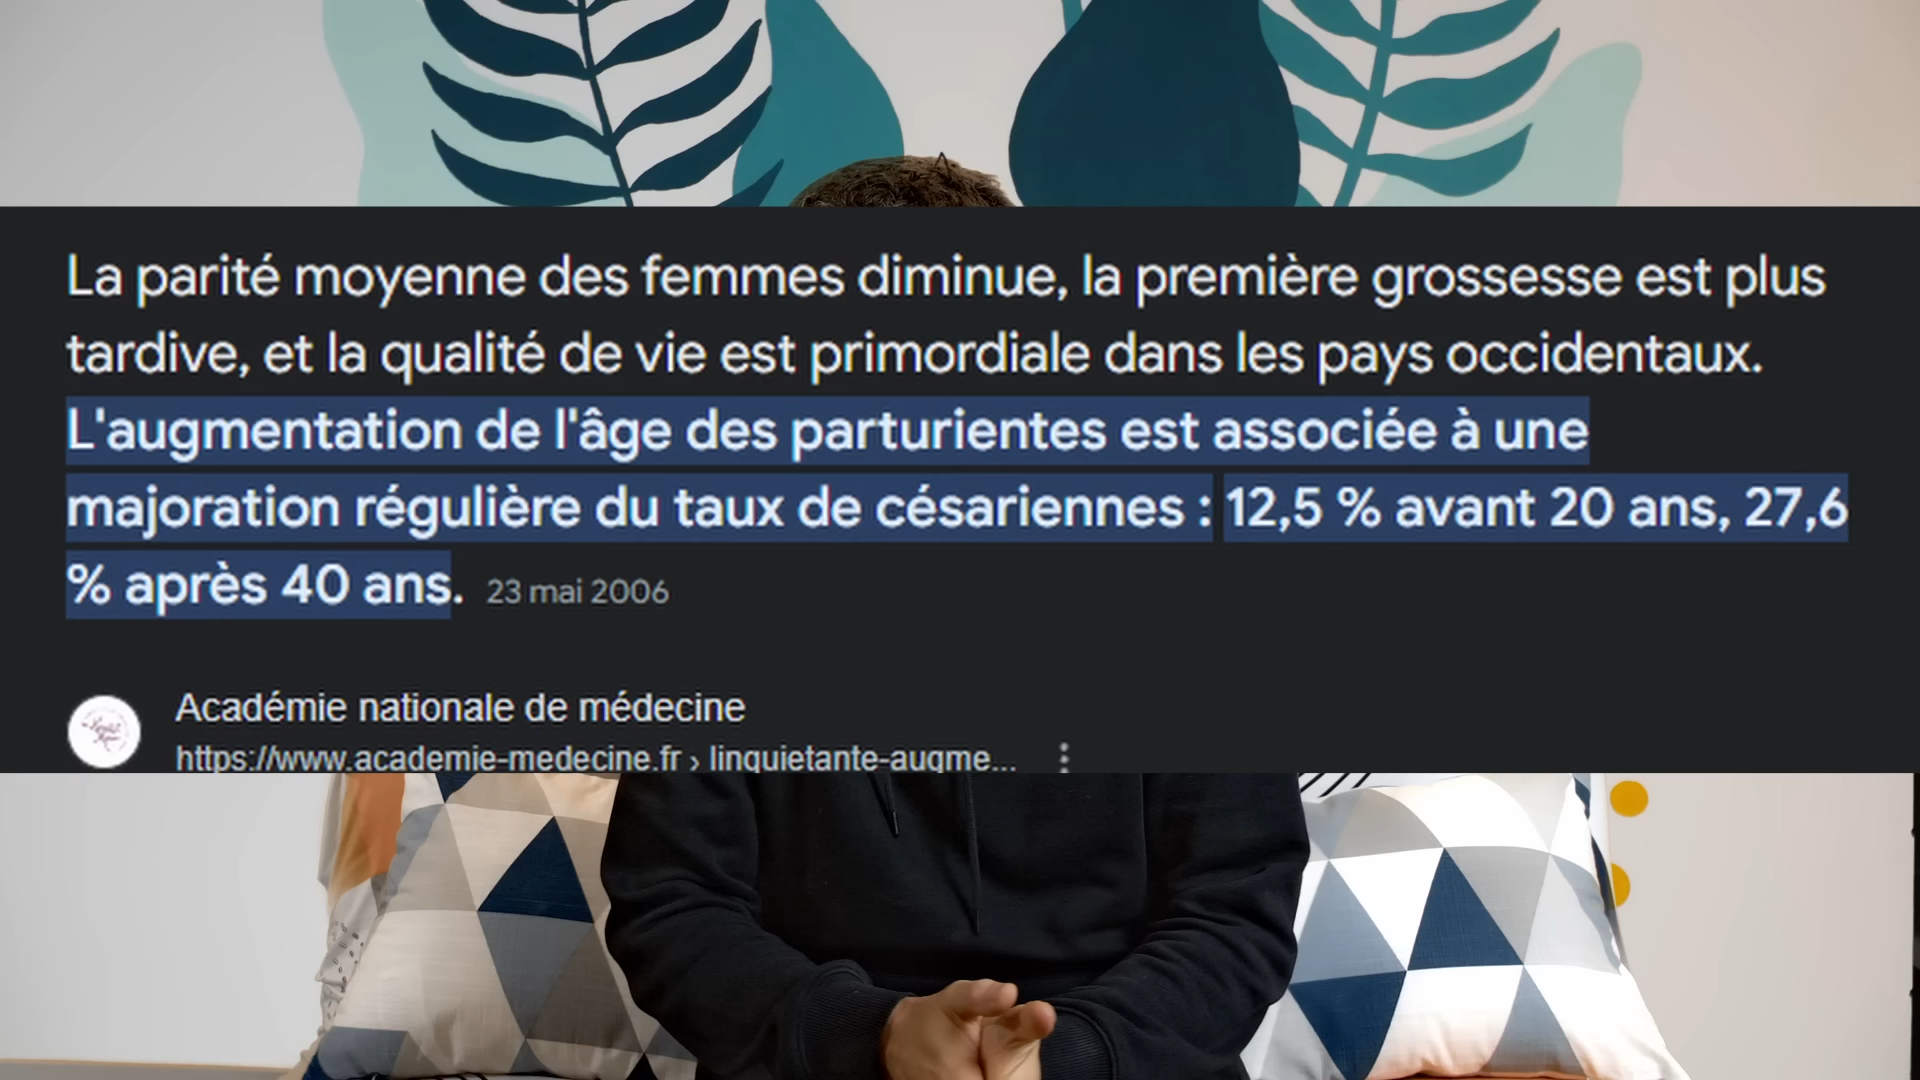 La parité moyenne des femmes diminue, la première grossesse est plus
tardive, et la qualité de vie est primordiale dans les pays occidentaux.
L'augmentation de l'âge des parturientes est associée à une
majoration régulière du taux de césariennes : 12,5 % avant 20 ans, 27,6
% après 40 ans. 23 mai 2006
Académie nationale de médecine
https://www.academie-medecine.fr › linquietante-augme...